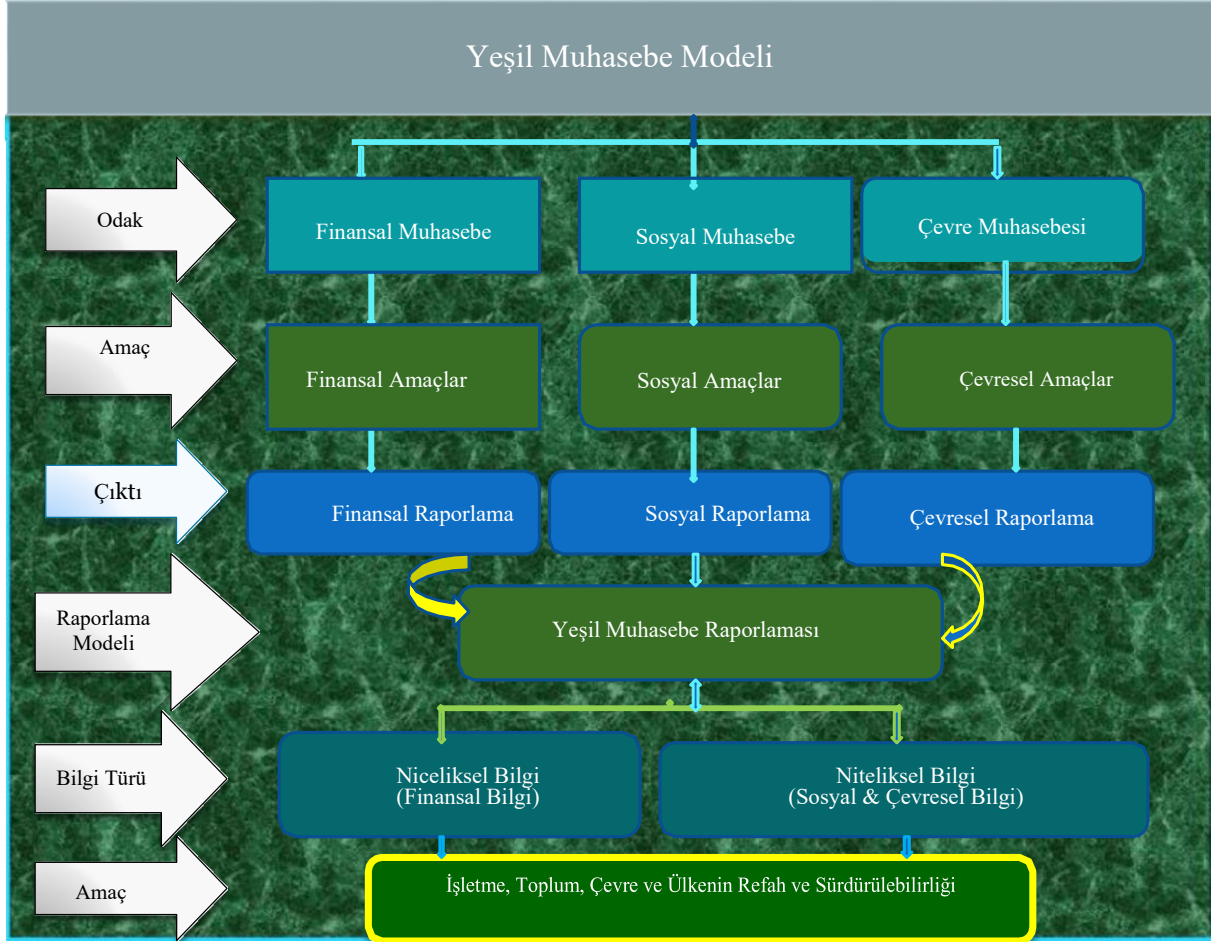 Yeşil Muhasebe Modeli
Odak
Finansal Muhasebe
Sosyal Muhasebe
Çevre Muhasebesi
Amaç
Finansal Amaçlar
Sosyal Amaçlar
Çevresel Amaçlar
Çıktı
Finansal Raporlama
Sosyal Raporlama
Çevresel Raporlama
Raporlama
Modeli
Yeşil Muhasebe Raporlaması
Bilgi Türü
Niceliksel Bilgi
(Finansal Bilgi)
Niteliksel Bilgi
(Sosyal & Çevresel Bilgi)
Amaç
İşletme, Toplum, Çevre ve Ülkenin Refah ve Sürdürülebilirliği